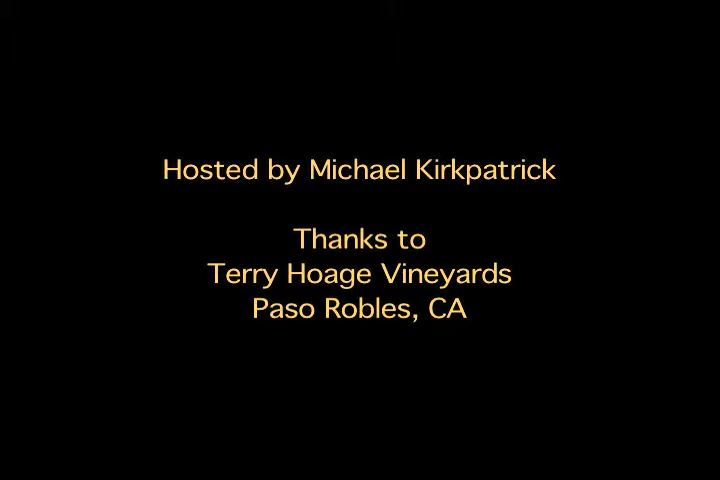 Hosted by Michael Kirkpatrick
Thanks to
Terry Hoage Vineyards
Paso Robles, CA